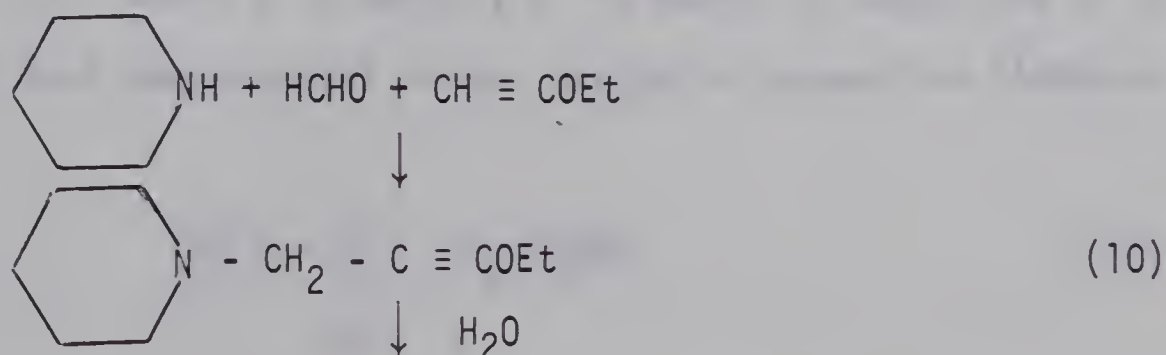 NH + HCHO + CH ≡ COEt
↓
N - CH₂ - C ≡ COEt (10)
↓ H₂O